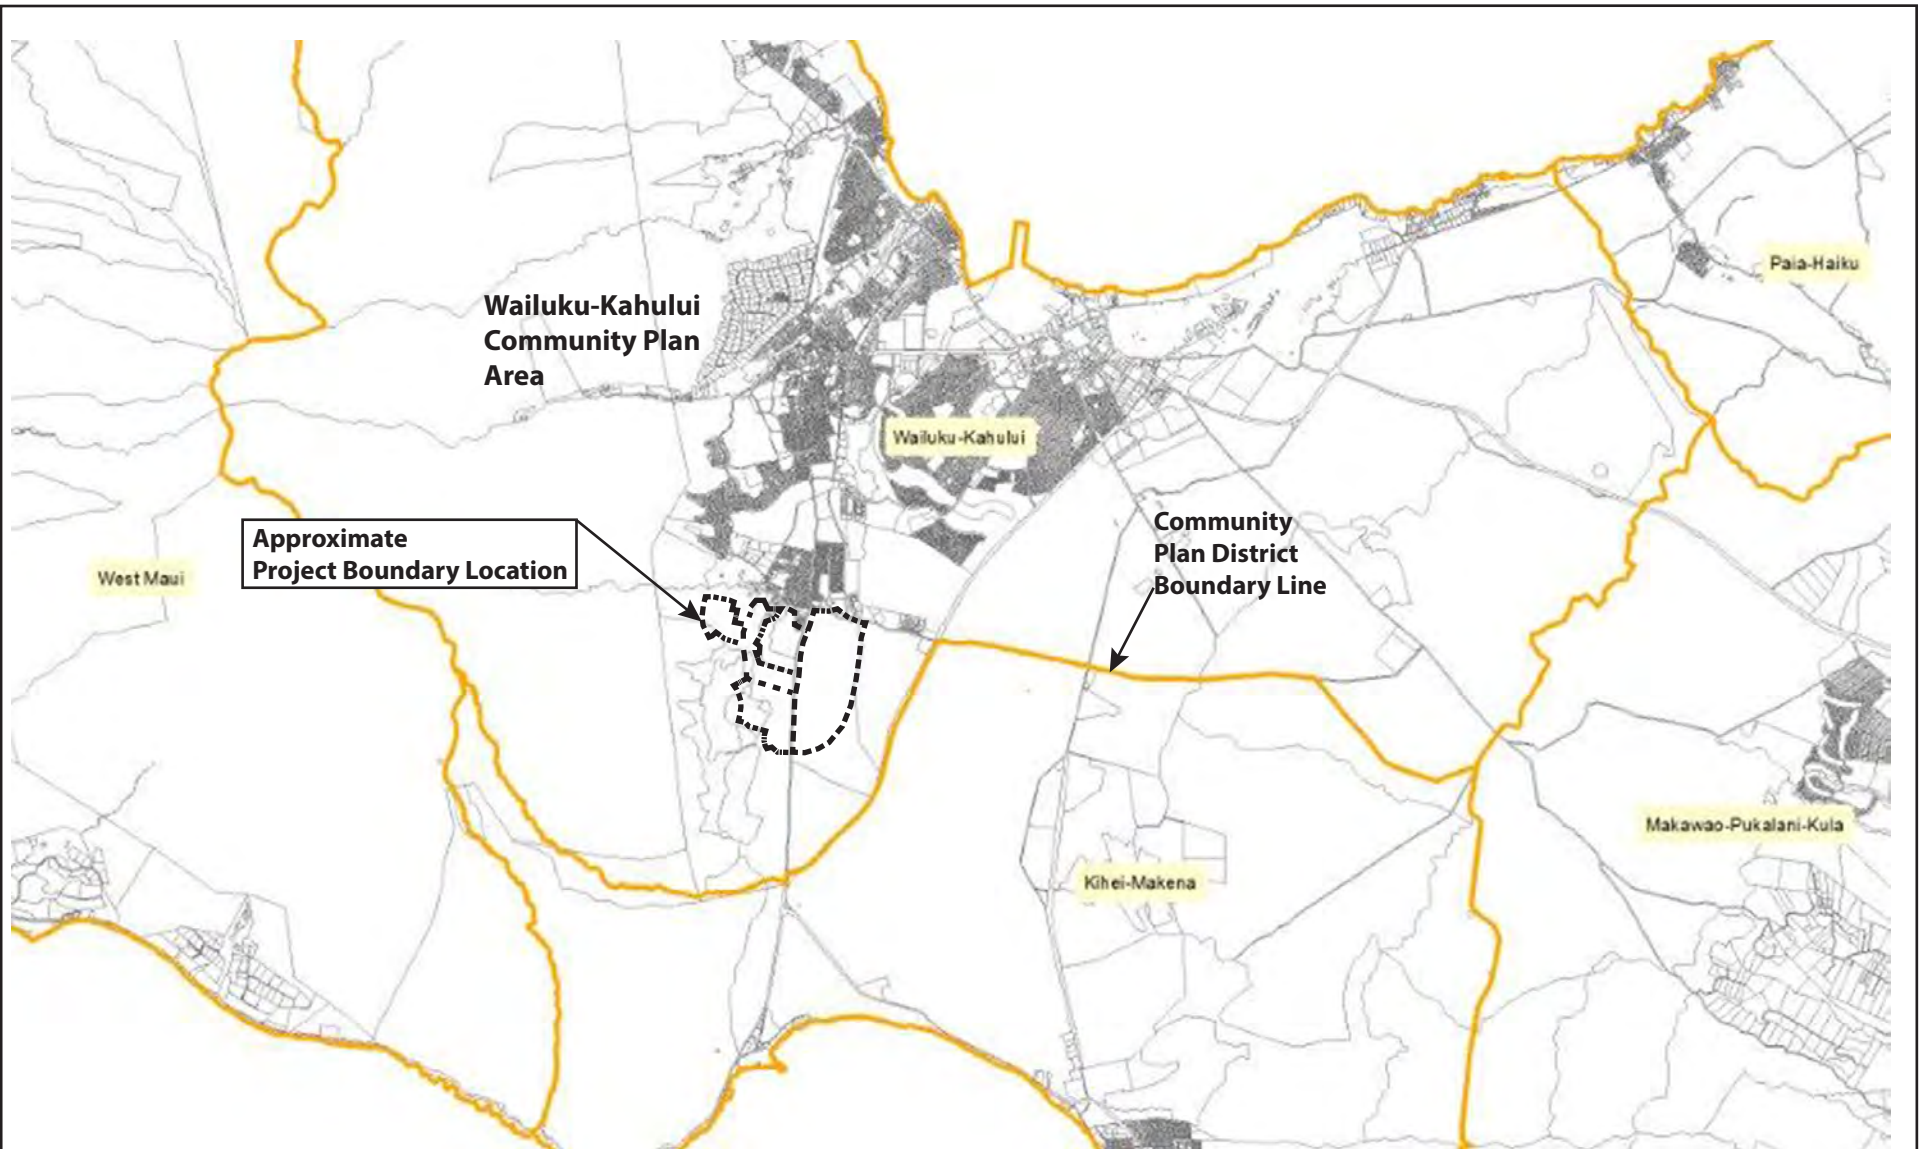 Wailuku-Kahului
Community Plan
Area
Paia-Haiku
Wailuku-Kahului
Approximate
Project Boundary Location
Community
Plan District
Boundary Line
West Maui
Makawao-Pukalani-Kula
Kihei-Makena